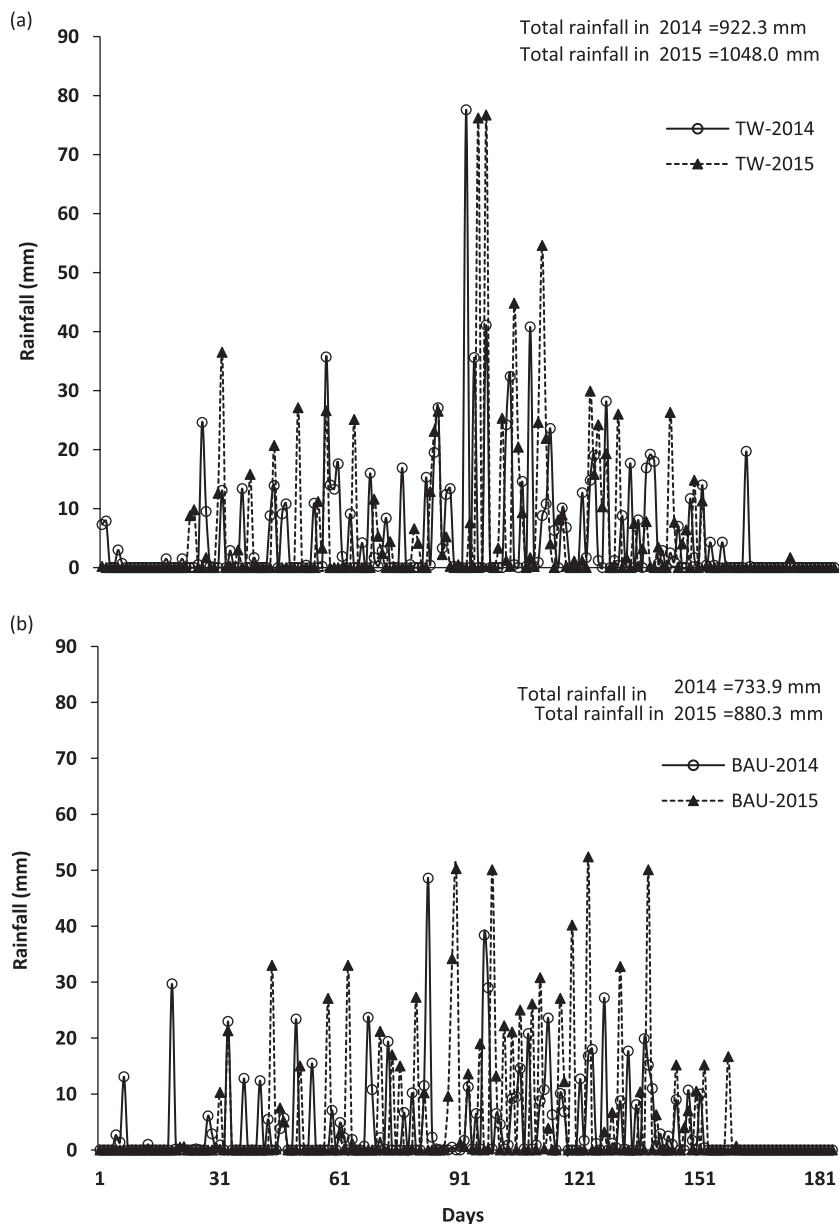 (a)
Total rainfall in 2014 =922.3 mm
Total rainfall in 2015 =1048.0 mm
TW-2014
TW-2015
Rainfall (mm)
90
80
70
60
50
40
30
20
10
0
(b)
Total rainfall in 2014 =733.9 mm
Total rainfall in 2015 =880.3 mm
BAU-2014
BAU-2015
Rainfall (mm)
90
80
70
60
50
40
30
20
10
0
1 31 61 91 121 151 181
Days